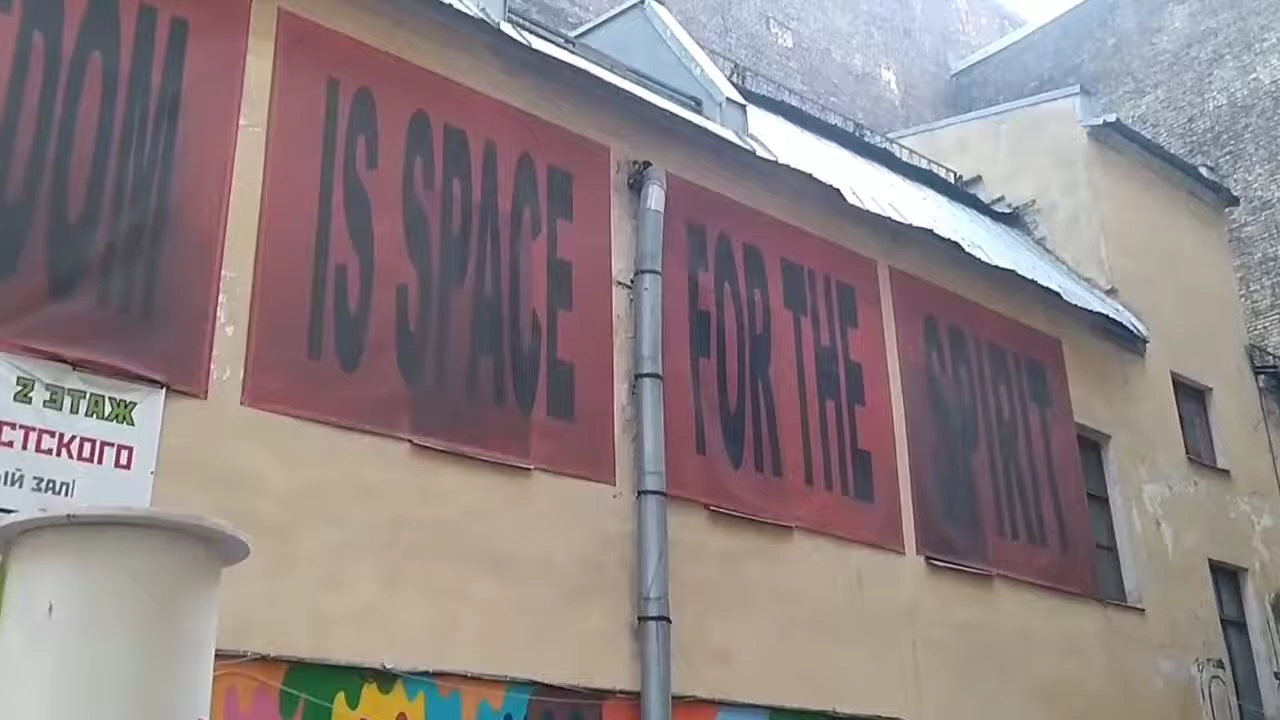 DOM
IS SPACE
FOR THE
SPIRIT
2 ЭТАЖ
СТСКОГО
ЫЙ ЗАЛ